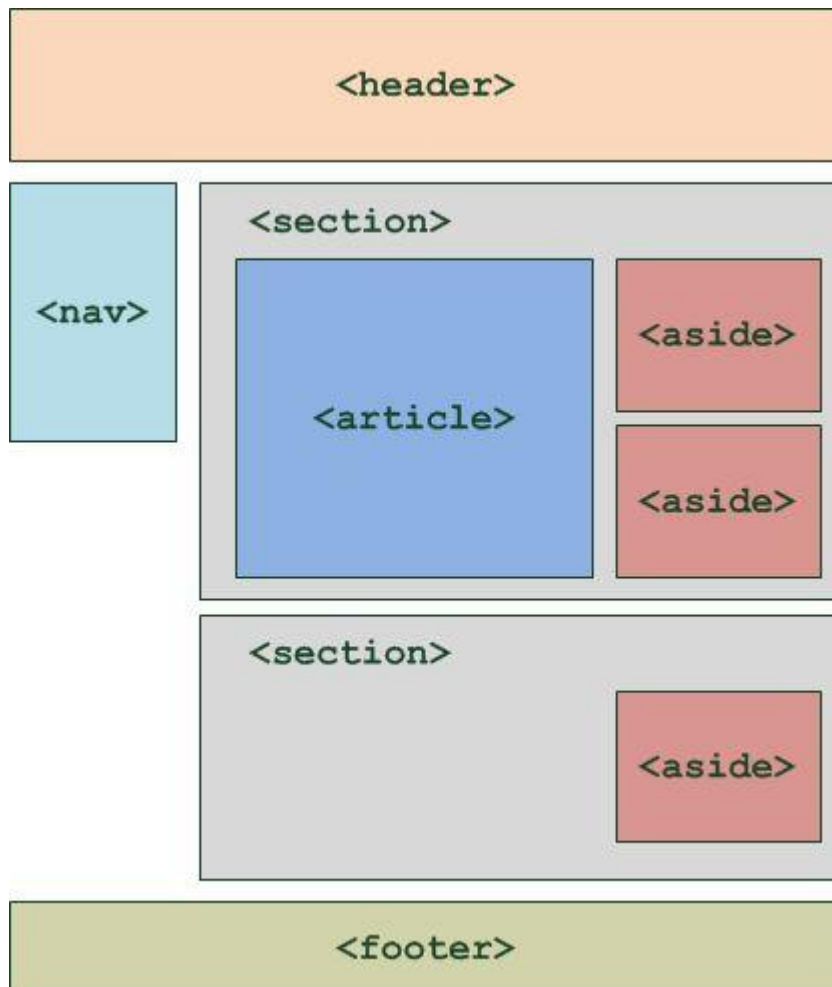 <header>
<nav>
<section>
<article>
<aside>
<aside>
<section>
<aside>
<footer>